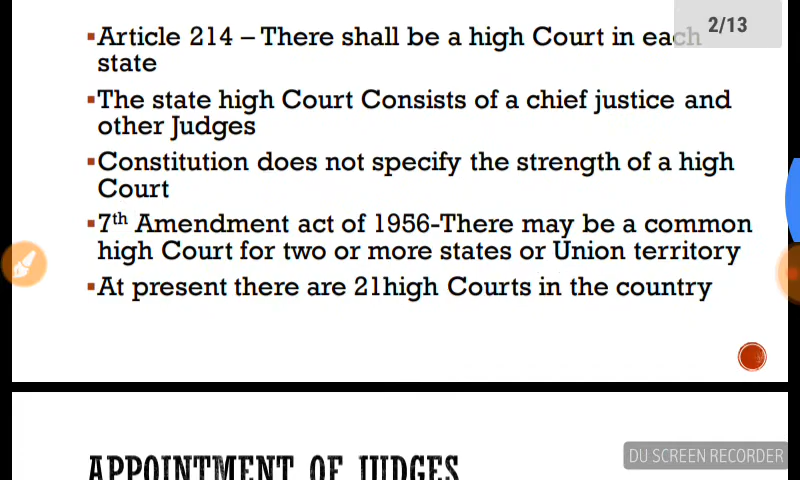 ▪Article 214 – There shall be a high Court in each
2/13
state
▪The state high Court Consists of a chief justice and
other Judges
▪Constitution does not specify the strength of a high
Court
▪7th Amendment act of 1956-There may be a common
high Court for two or more states or Union territory
▪At present there are 21high Courts in the country
DU SCREEN RECORDER
APPOINTMENT OF JUDGES